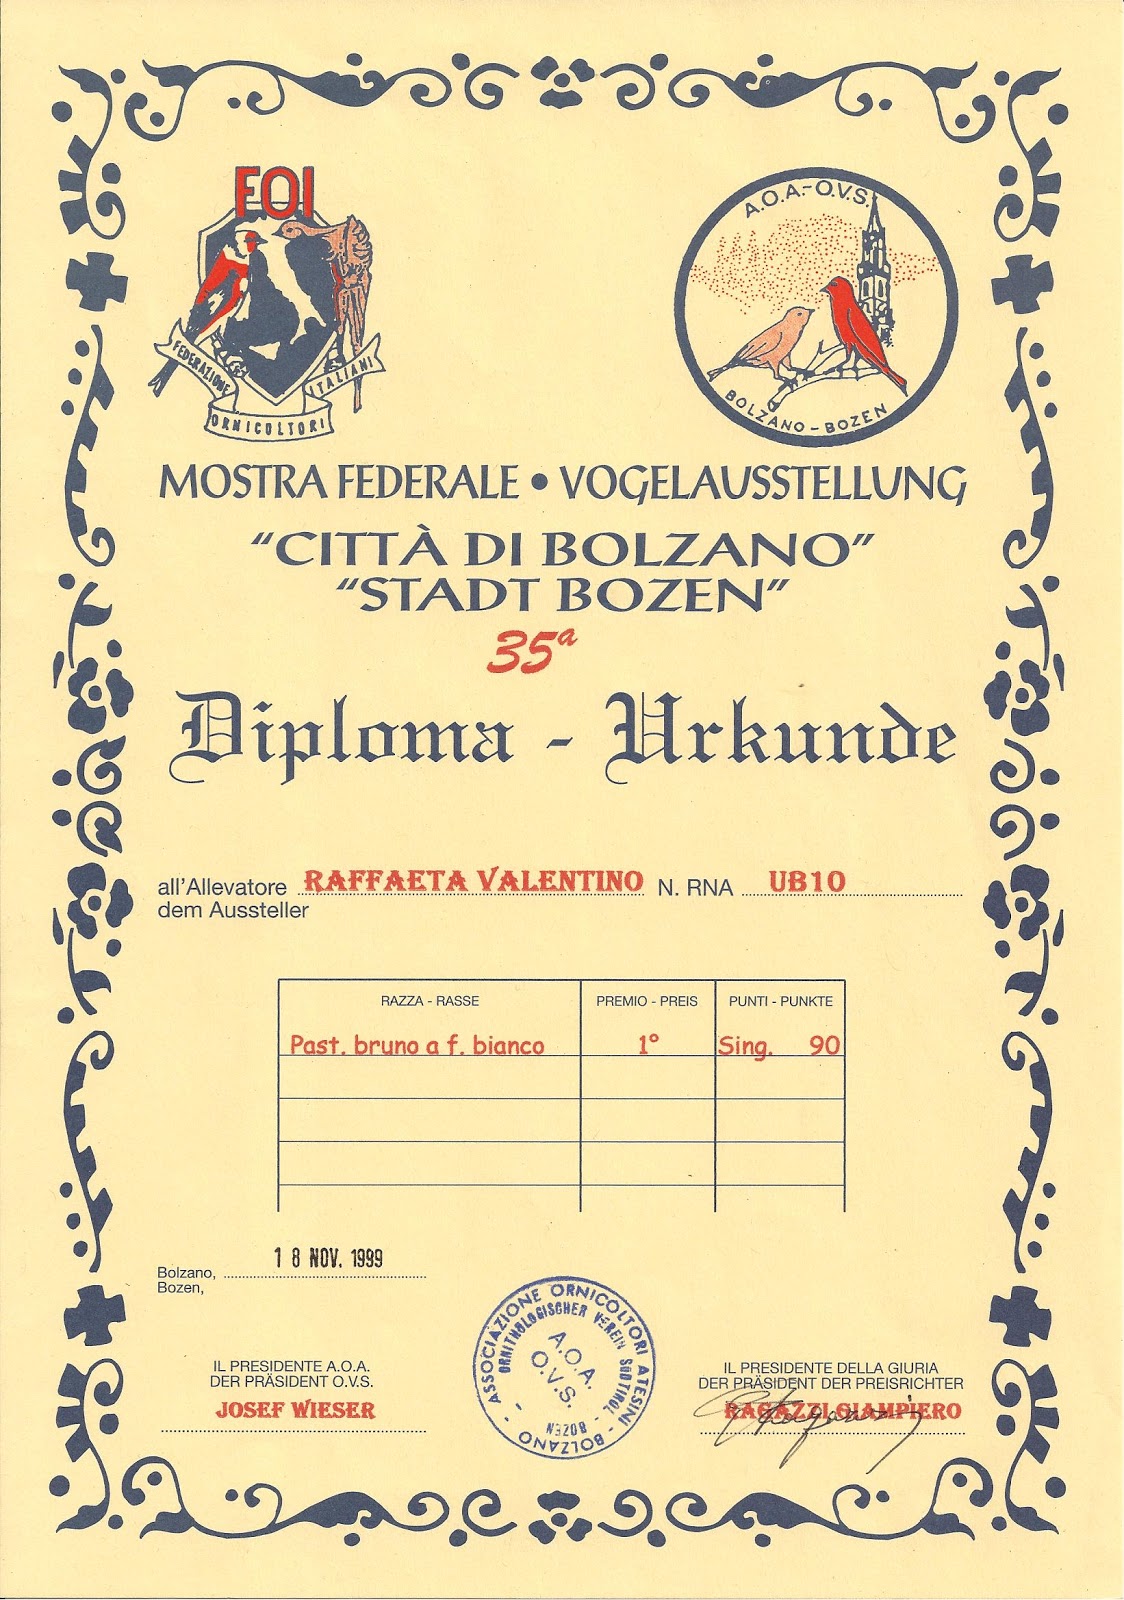 FOI
FEDERAZIONE
ORNICOLTORI
ITALIANI
A.O.A.-O.V.S.
BOLZANO-BOZEN
MOSTRA FEDERALE • VOGELAUSSTELLUNG
"CITTÀ DI BOLZANO"
"STADT BOZEN"
35ª
Diploma - Urkunde
all'Allevatore RAFFAETA VALENTINO N. RNA UB10
dem Aussteller
RAZZA - RASSE PREMIO - PREIS PUNTI - PUNKTE
Past. bruno a f. bianco 1° Sing. 90
18 NOV. 1999
Bolzano,
Bozen,
ASSOCIAZIONE ORNICOLTORI ATESINI - BOLZANO -
ORNITHOLOGISCHER VEREIN SÜDTIROL - BOZEN
A.O.A.
O.V.S.
IL PRESIDENTE A.O.A.
DER PRÄSIDENT O.V.S.
JOSEF WIESER
IL PRESIDENTE DELLA GIURIA
DER PRÄSIDENT DER PREISRICHTER
RAGAZZI GIAMPIERO